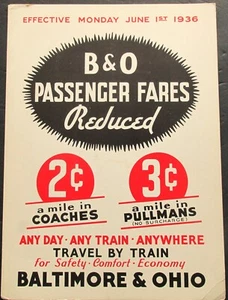 EFFECTIVE MONDAY JUNE 1ST 1936
B&O
PASSENGER FARES
Reduced
2¢
a mile in
COACHES
3¢
a mile in
PULLMANS
(NO SURCHARGE)
ANY DAY · ANY TRAIN · ANYWHERE
TRAVEL BY TRAIN
for Safety · Comfort · Economy
BALTIMORE & OHIO